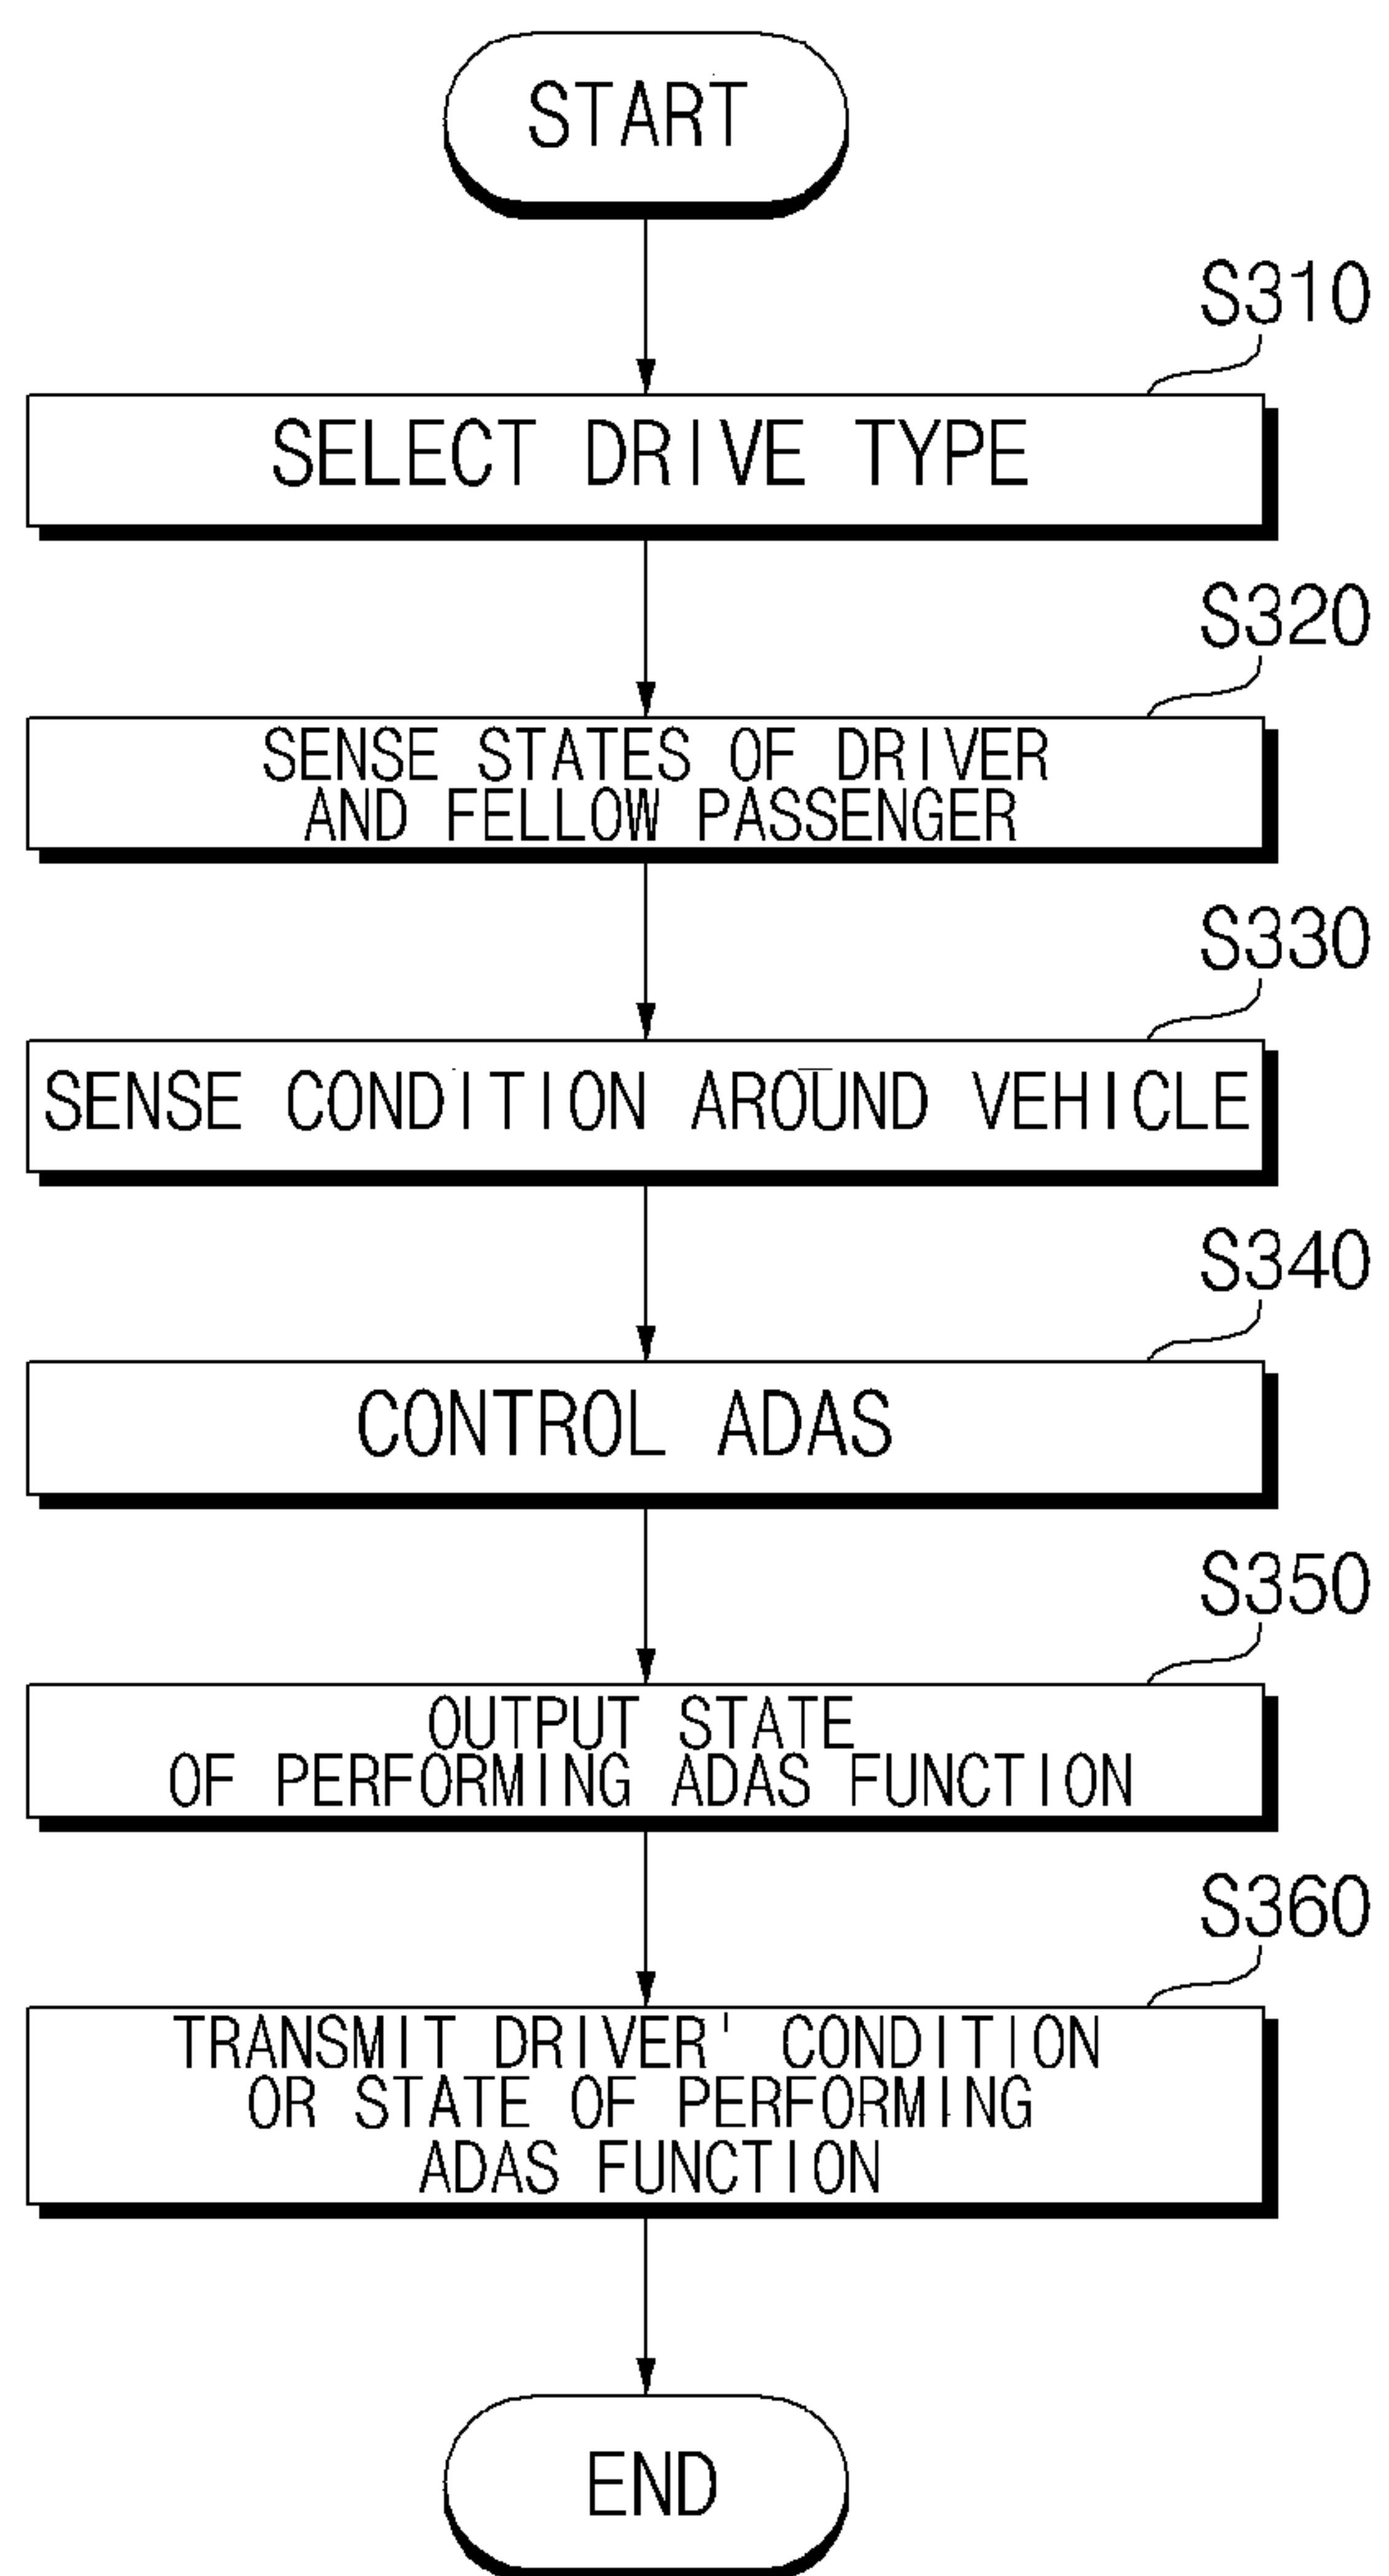 START
S310
SELECT DRIVE TYPE
S320
SENSE STATES OF DRIVER
AND FELLOW PASSENGER
S330
SENSE CONDITION AROUND VEHICLE
S340
CONTROL ADAS
S350
OUTPUT STATE
OF PERFORMING ADAS FUNCTION
S360
TRANSMIT DRIVER' CONDITION
OR STATE OF PERFORMING
ADAS FUNCTION
END